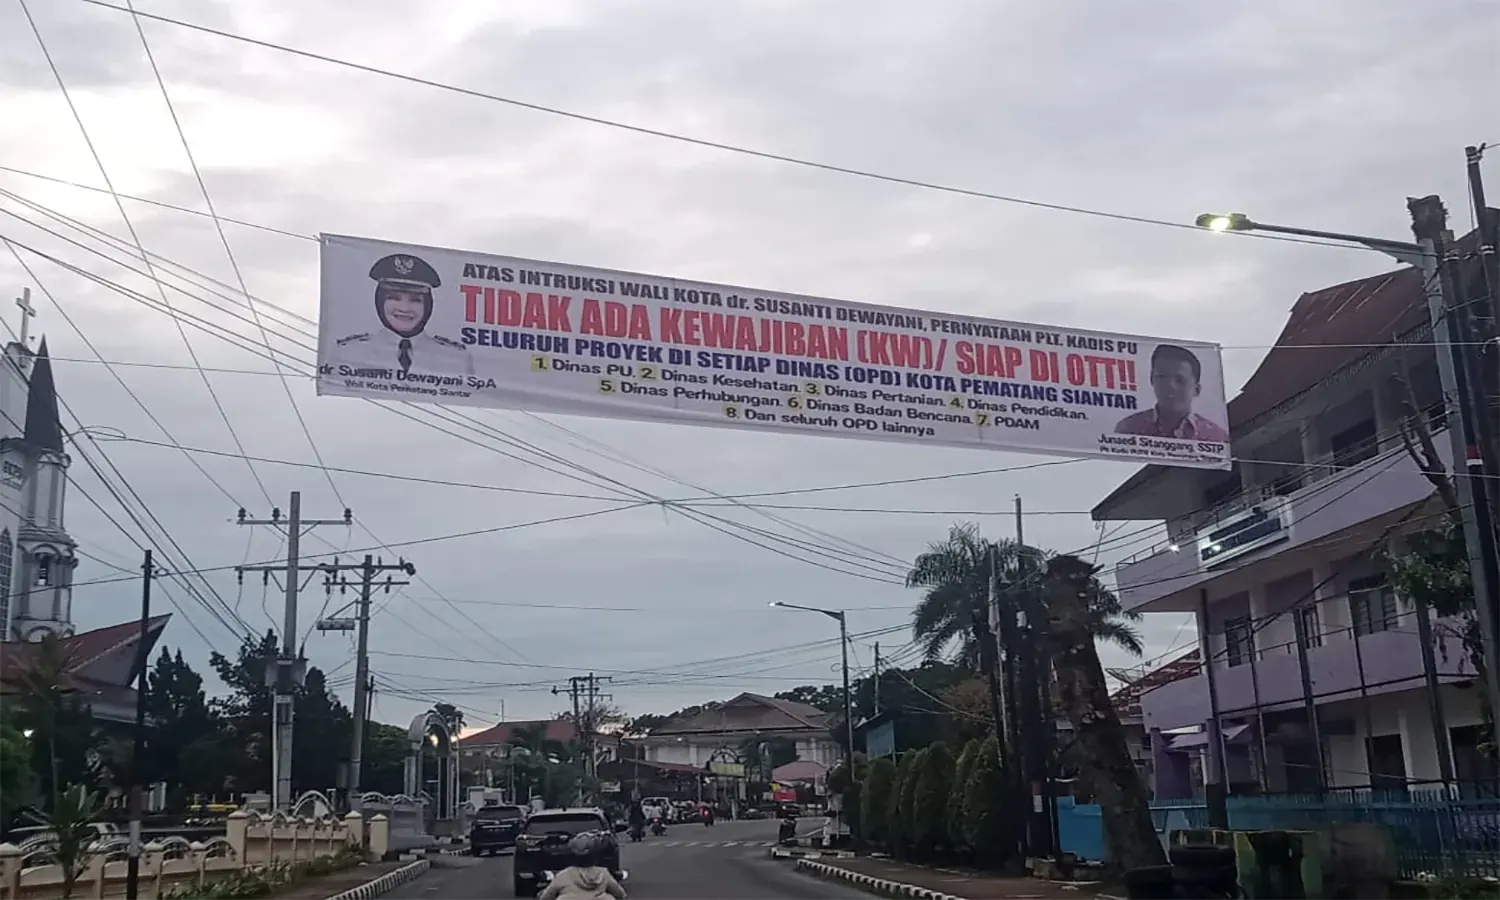 ATAS INTRUKSI WALI KOTA dr. SUSANTI DEWAYANI, PERNYATAAN PLT. KADIS PU
TIDAK ADA KEWAJIBAN (KW)/ SIAP DI OTT!!
SELURUH PROYEK DI SETIAP DINAS (OPD) KOTA PEMATANG SIANTAR
1. Dinas PU. 2. Dinas Kesehatan. 3. Dinas Pertanian. 4. Dinas Pendidikan.
5. Dinas Perhubungan. 6. Dinas Badan Bencana. 7. PDAM
8. Dan seluruh OPD lainnya
dr Susanti Dewayani SpA
Wali Kota Pematang Siantar
Junaedi Sitanggang, SSTP